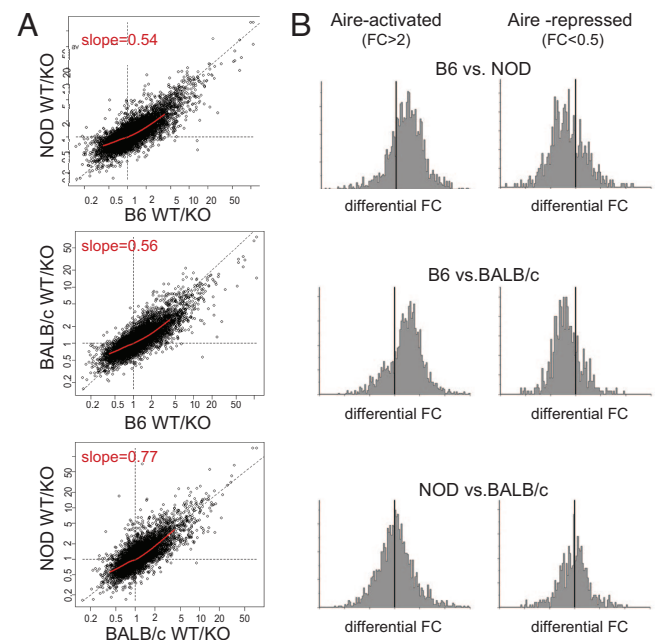 A
B
Aire-activated
(FC>2)
Aire -repressed
(FC<0.5)
slope=0.54
NOD WT/KO
0.2 0.5 1 2 5 10 20 50
B6 WT/KO
B6 vs. NOD
differential FC
differential FC
slope=0.56
BALB/c WT/KO
0.2 0.5 1 2 5 10 20 50
0.2 0.5 1 2 5 10 20 50
B6 WT/KO
B6 vs.BALB/c
differential FC
differential FC
slope=0.77
NOD WT/KO
0.2 0.5 1 2 5 10 20 50
0.2 0.5 1 2 5 10 20 50
BALB/c WT/KO
NOD vs.BALB/c
differential FC
differential FC